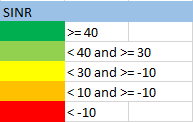 SINR
>= 40
< 40 and >= 30
< 30 and >= -10
< 10 and >= -10
< -10